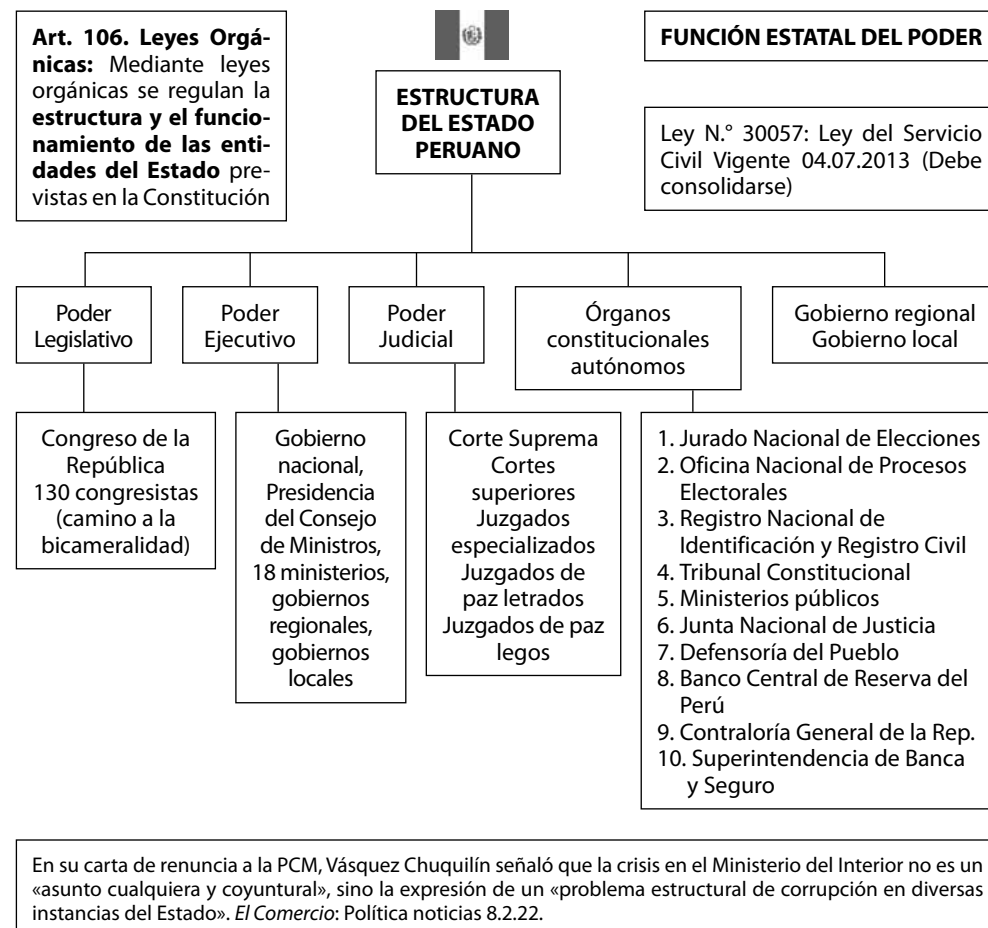 Art. 106. Leyes Orgá-
nicas: Mediante leyes
orgánicas se regulan la
estructura y el funcio-
namiento de las enti-
dades del Estado pre-
vistas en la Constitución
ESTRUCTURA
DEL ESTADO
PERUANO
FUNCIÓN ESTATAL DEL PODER
Ley N.° 30057: Ley del Servicio
Civil Vigente 04.07.2013 (Debe
consolidarse)
Poder
Legislativo
Poder
Ejecutivo
Poder
Judicial
Órganos
constitucionales
autónomos
Gobierno regional
Gobierno local
Congreso de la
República
130 congresistas
(camino a la
bicameralidad)
Gobierno
nacional,
Presidencia
del Consejo
de Ministros,
18 ministerios,
gobiernos
regionales,
gobiernos
locales
Corte Suprema
Cortes
superiores
Juzgados
especializados
Juzgados de
paz letrados
Juzgados de paz
legos
1. Jurado Nacional de Elecciones
2. Oficina Nacional de Procesos
Electorales
3. Registro Nacional de
Identificación y Registro Civil
4. Tribunal Constitucional
5. Ministerios públicos
6. Junta Nacional de Justicia
7. Defensoría del Pueblo
8. Banco Central de Reserva del
Perú
9. Contraloría General de la Rep.
10. Superintendencia de Banca
y Seguro
En su carta de renuncia a la PCM, Vásquez Chuquilín señaló que la crisis en el Ministerio del Interior no es un
«asunto cualquiera y coyuntural», sino la expresión de un «problema estructural de corrupción en diversas
instancias del Estado». El Comercio: Política noticias 8.2.22.